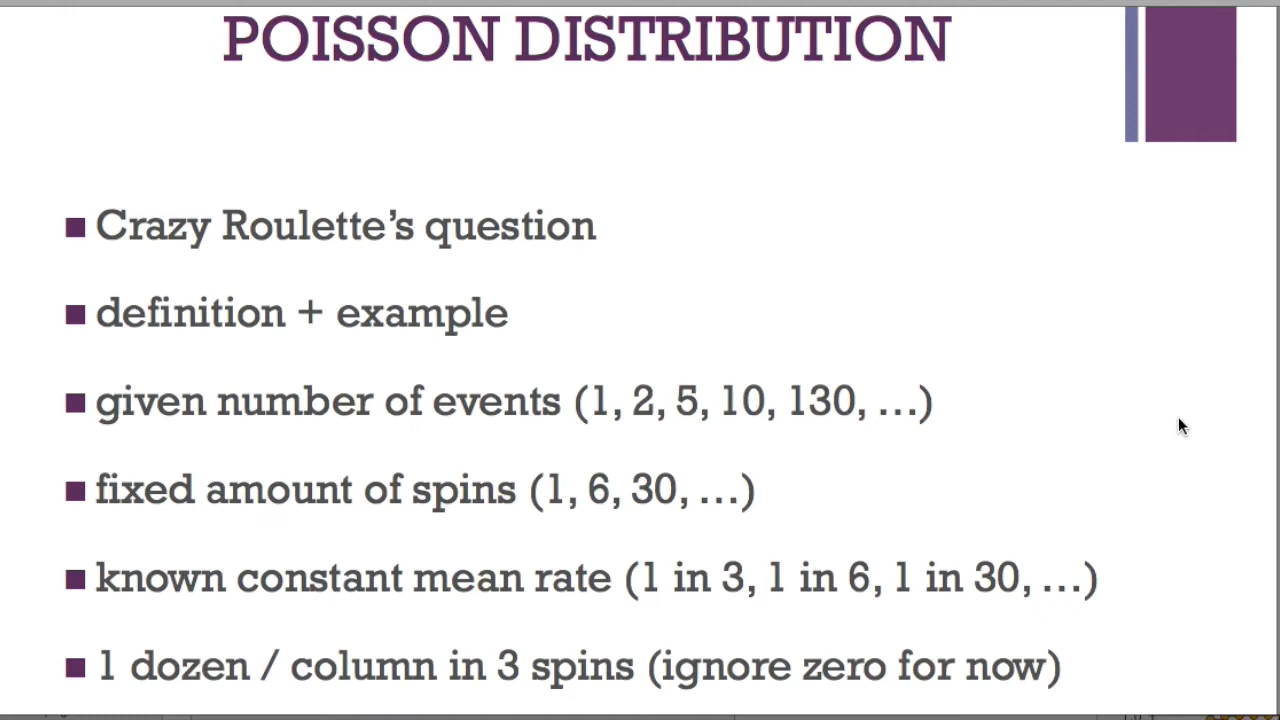 POISSON DISTRIBUTION
Crazy Roulette’s question
definition + example
given number of events (1, 2, 5, 10, 130, …)
fixed amount of spins (1, 6, 30, …)
known constant mean rate (1 in 3, 1 in 6, 1 in 30, …)
1 dozen / column in 3 spins (ignore zero for now)